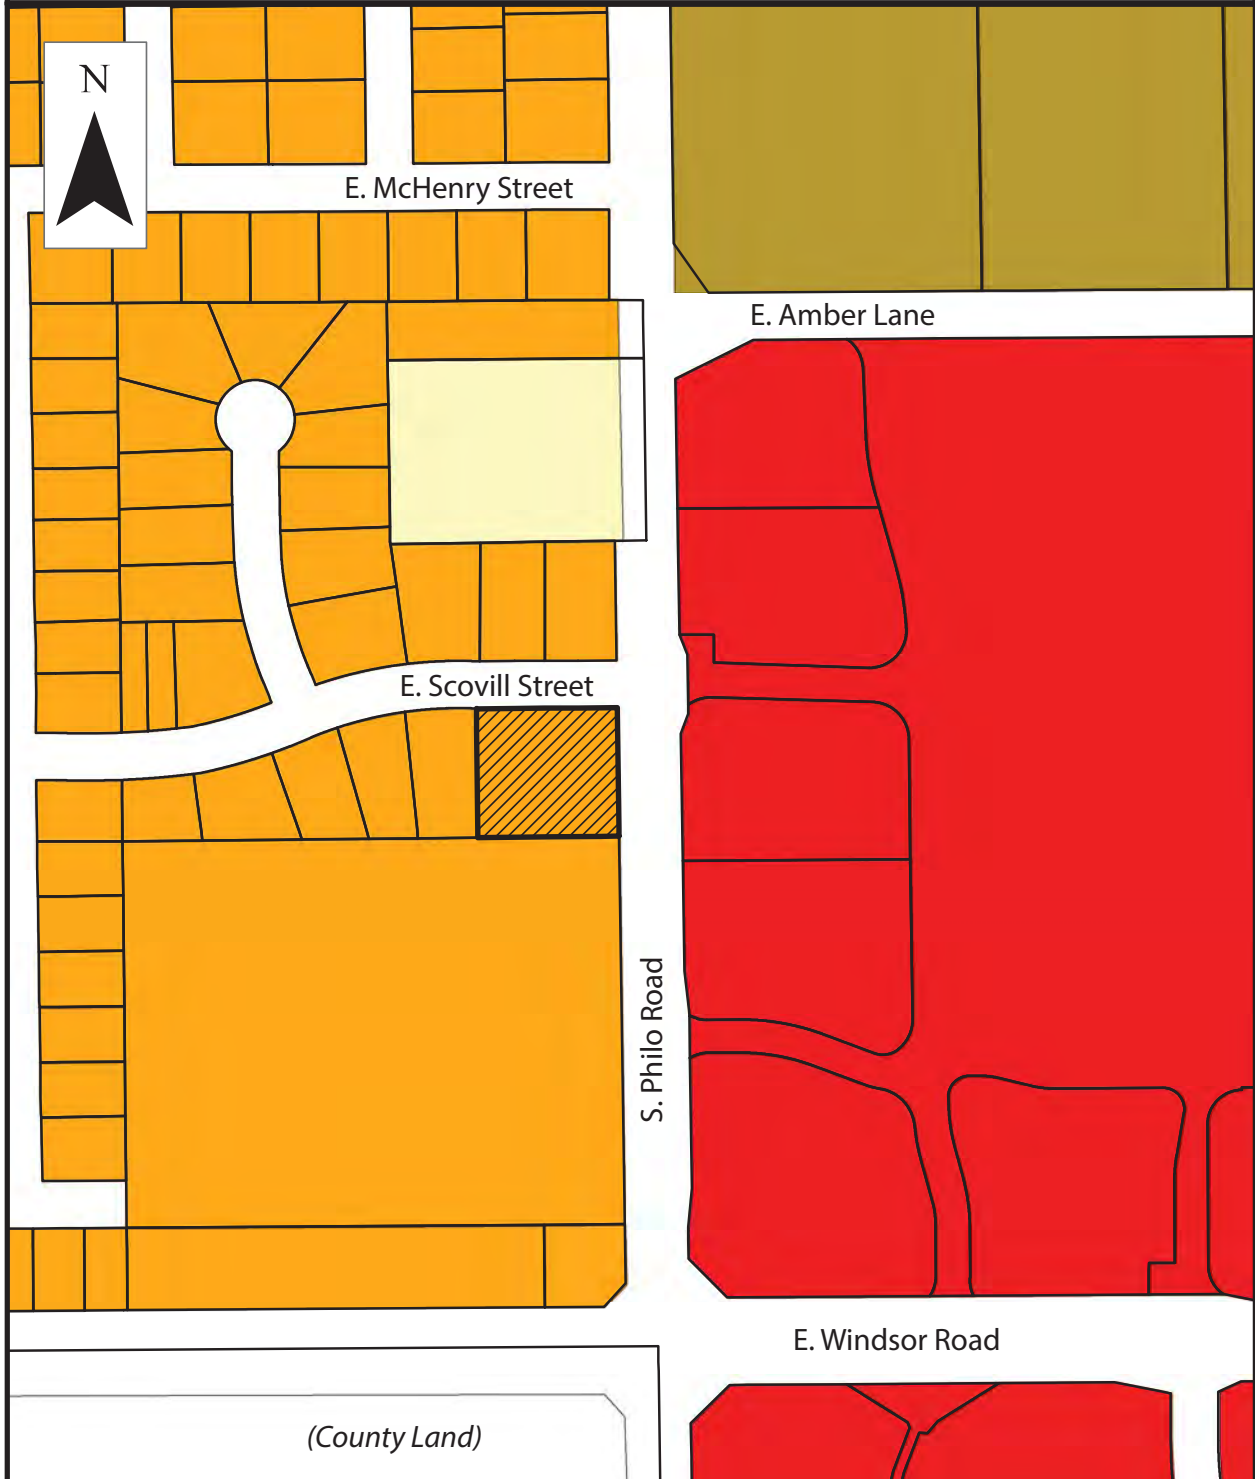 N
E. McHenry Street
E. Amber Lane
E. Scovill Street
S. Philo Road
E. Windsor Road
(County Land)